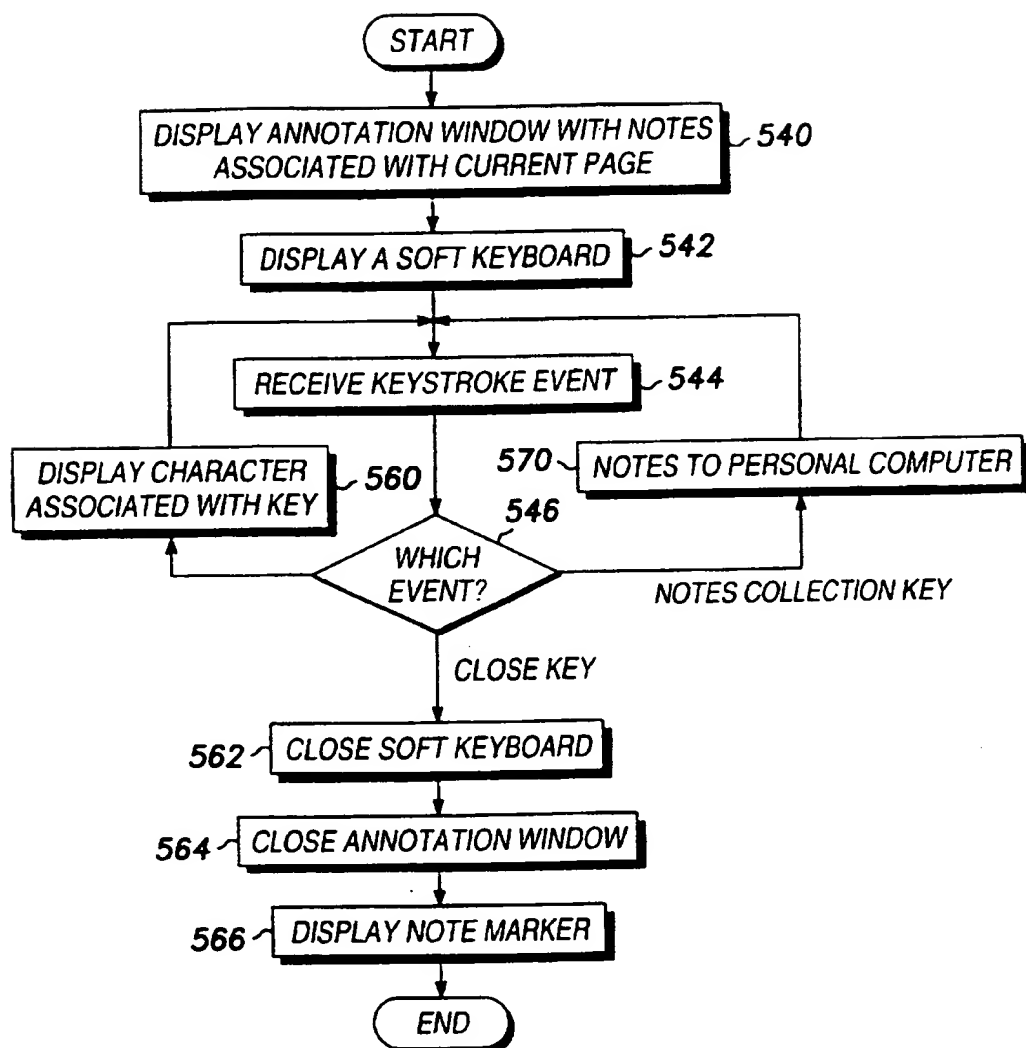 START
DISPLAY ANNOTATION WINDOW WITH NOTES
ASSOCIATED WITH CURRENT PAGE
540
DISPLAY A SOFT KEYBOARD
542
RECEIVE KEYSTROKE EVENT
544
DISPLAY CHARACTER
ASSOCIATED WITH KEY
560
570
NOTES TO PERSONAL COMPUTER
546
WHICH
EVENT?
NOTES COLLECTION KEY
CLOSE KEY
562
CLOSE SOFT KEYBOARD
564
CLOSE ANNOTATION WINDOW
566
DISPLAY NOTE MARKER
END